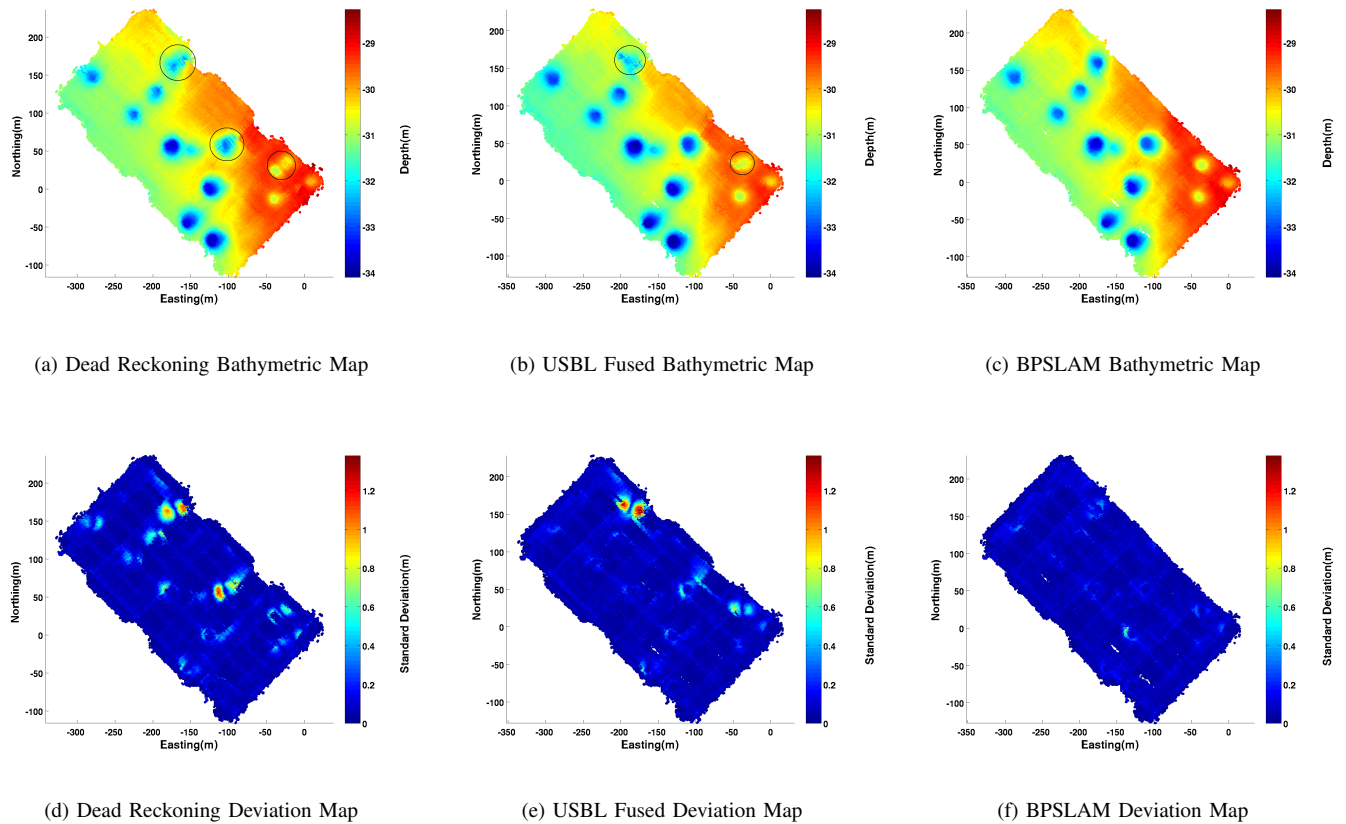 200
150
100
50
0
-50
-100
Northing(m)
-300 -250 -200 -150 -100 -50 0
Easting(m)
-29
-30
-31
-32
-33
-34
Depth(m)
200
150
100
50
0
-50
-100
Northing(m)
-350 -300 -250 -200 -150 -100 -50 0
Easting(m)
-29
-30
-31
-32
-33
-34
Depth(m)
200
150
100
50
0
-50
-100
Northing(m)
-350 -300 -250 -200 -150 -100 -50 0
Easting(m)
-29
-30
-31
-32
-33
-34
Depth(m)
(a) Dead Reckoning Bathymetric Map
(b) USBL Fused Bathymetric Map
(c) BPSLAM Bathymetric Map
200
150
100
50
0
-50
-100
Northing(m)
-300 -250 -200 -150 -100 -50 0
Easting(m)
1.2
1
0.8
0.6
0.4
0.2
0
Standard Deviation(m)
200
150
100
50
0
-50
-100
Northing(m)
-350 -300 -250 -200 -150 -100 -50 0
Easting(m)
1.2
1
0.8
0.6
0.4
0.2
0
Standard Deviation(m)
200
150
100
50
0
-50
-100
Northing(m)
-350 -300 -250 -200 -150 -100 -50 0
Easting(m)
1.2
1
0.8
0.6
0.4
0.2
0
Standard Deviation(m)
(d) Dead Reckoning Deviation Map
(e) USBL Fused Deviation Map
(f) BPSLAM Deviation Map